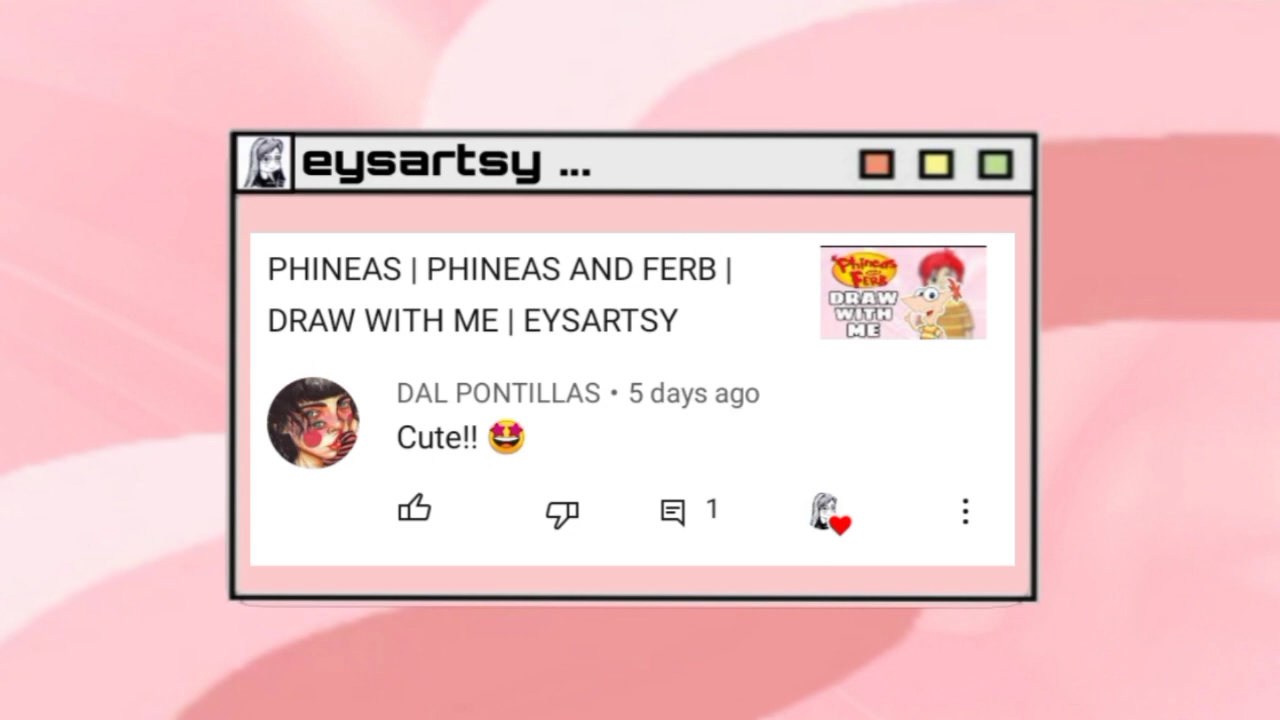 eysartsy ...
PHINEAS | PHINEAS AND FERB |
DRAW WITH ME | EYSARTSY
Phineas
and
FERB
DRAW
WITH
ME
DAL PONTILLAS • 5 days ago
Cute!! 🤩
1